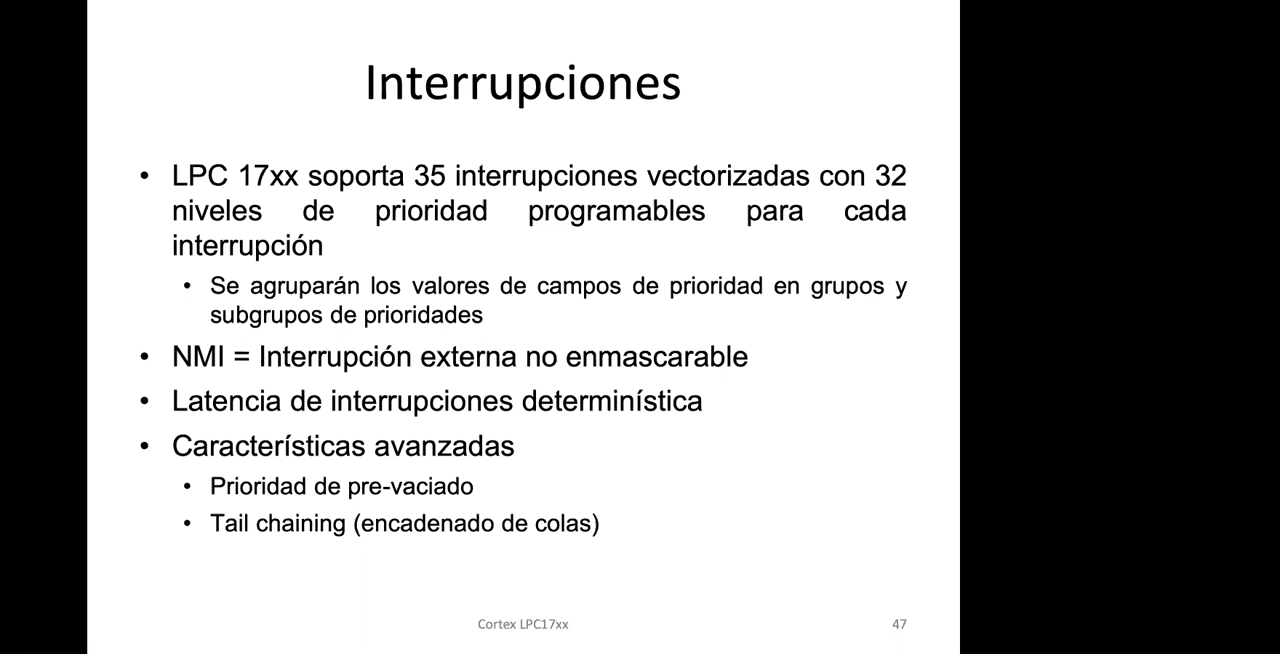 Interrupciones
• LPC 17xx soporta 35 interrupciones vectorizadas con 32
niveles de prioridad programables para cada
interrupción
• Se agruparán los valores de campos de prioridad en grupos y
subgrupos de prioridades
• NMI = Interrupción externa no enmascarable
• Latencia de interrupciones determinística
• Características avanzadas
• Prioridad de pre-vaciado
• Tail chaining (encadenado de colas)
Cortex LPC17xx
47